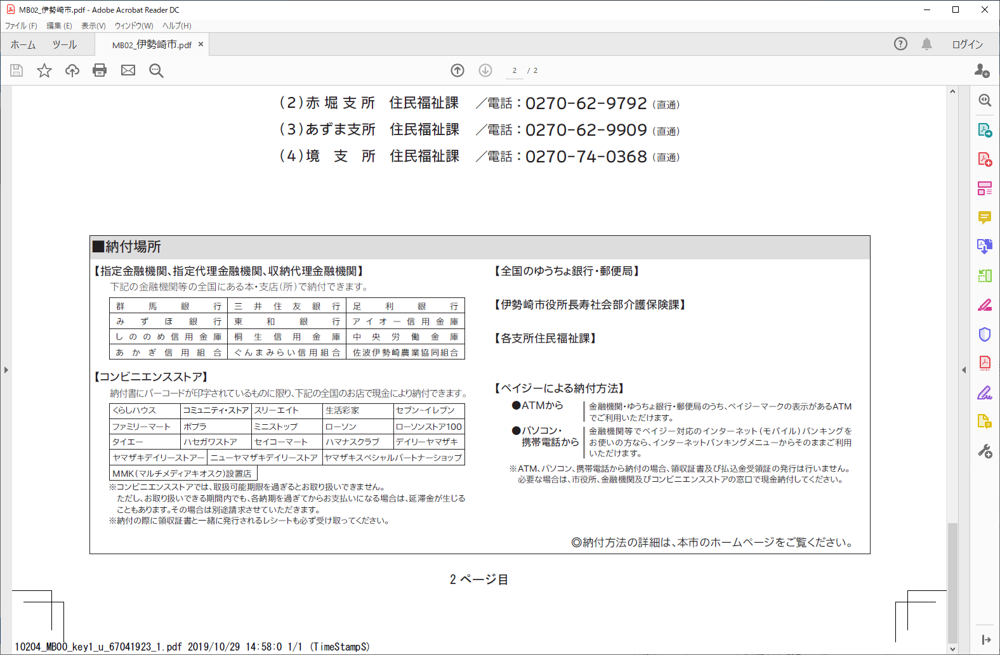 MB02_伊勢崎市.pdf - Adobe Acrobat Reader DC
ファイル(F) 編集(E) 表示(V) ウィンドウ(W) ヘルプ(H)
ホーム ツール MB02_伊勢崎市.pdf × ログイン
2 / 2
(2)赤堀支所 住民福祉課 ／電話：0270-62-9792(直通)
(3)あずま支所 住民福祉課 ／電話：0270-62-9909(直通)
(4)境支所 住民福祉課 ／電話：0270-74-0368(直通)
■納付場所
【指定金融機関、指定代理金融機関、収納代理金融機関】
下記の金融機関等の全国にある本・支店(所)で納付できます。
群馬銀行 三井住友銀行 足利銀行
みずほ銀行 東和銀行 アイオー信用金庫
しののめ信用金庫 桐生信用金庫 中央労働金庫
あかぎ信用組合 ぐんまみらい信用組合 佐波伊勢崎農業協同組合
【コンビニエンスストア】
納付書にバーコードが印字されているものに限り、下記の全国のお店で現金により納付できます。
くらしハウス コミュニティ・ストア スリーエイト 生活彩家 セブン-イレブン
ファミリーマート ポプラ ミニストップ ローソン ローソンストア100
タイエー ハセガワストア セイコーマート ハマナスクラブ デイリーヤマザキ
ヤマザキデイリーストアー ニューヤマザキデイリーストア ヤマザキスペシャルパートナーショップ
MMK(マルチメディアキオスク)設置店
※コンビニエンスストアでは、取扱可能期限を過ぎるとお取り扱いできません。
ただし、お取り扱いできる期間内でも、各納期を過ぎてからお支払いになる場合は、延滞金が生じる
こともあります。その場合は別途請求させていただきます。
※納付の際に領収証書と一緒に発行されるレシートも必ず受け取ってください。
【全国のゆうちょ銀行・郵便局】
【伊勢崎市役所長寿社会部介護保険課】
【各支所住民福祉課】
【ペイジーによる納付方法】
●ATMから 金融機関・ゆうちょ銀行・郵便局のうち、ペイジーマークの表示があるATM
でご利用いただけます。
●パソコン・ 金融機関等でペイジー対応のインターネット(モバイル)バンキングを
携帯電話から お使いの方なら、インターネットバンキングメニューからそのままご利用
いただけます。
※ATM、パソコン、携帯電話から納付の場合、領収証書及び払込金受領証の発行は行いません。
必要な場合は、市役所、金融機関及びコンビニエンスストアの窓口で現金納付してください。
◎納付方法の詳細は、本市のホームページをご覧ください。
2 ページ目
10204_MB00_key1_u_67041923_1.pdf 2019/10/29 14:58:0 1/1 (TimeStampS)